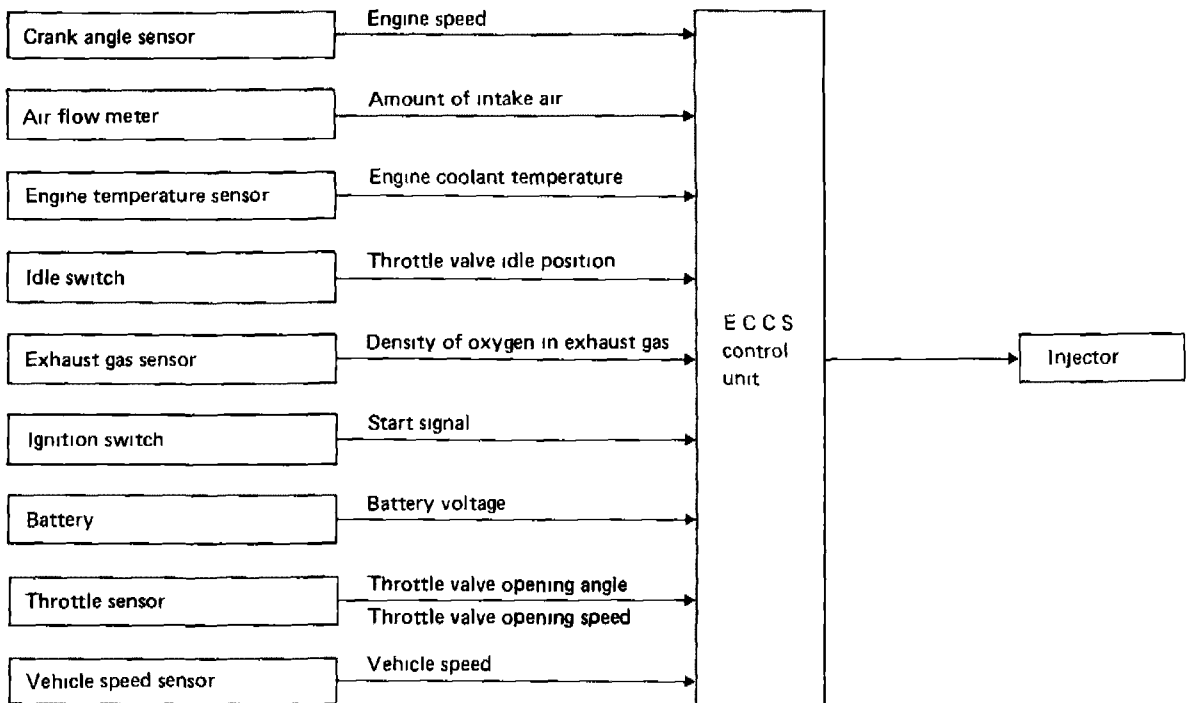 Crank angle sensor
Engine speed
Air flow meter
Amount of intake air
Engine temperature sensor
Engine coolant temperature
Idle switch
Throttle valve idle position
Exhaust gas sensor
Density of oxygen in exhaust gas
Ignition switch
Start signal
Battery
Battery voltage
Throttle sensor
Throttle valve opening angle
Throttle valve opening speed
Vehicle speed sensor
Vehicle speed
E C C S
control
unit
Injector